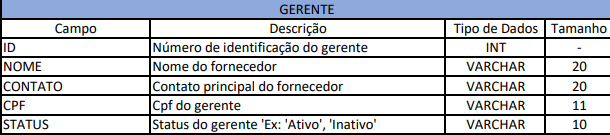 GERENTE
Campo Descrição Tipo de Dados Tamanho
ID Número de identificação do gerente INT -
NOME Nome do fornecedor VARCHAR 20
CONTATO Contato principal do fornecedor VARCHAR 20
CPF Cpf do gerente VARCHAR 11
STATUS Status do gerente 'Ex: 'Ativo', 'Inativo' VARCHAR 10